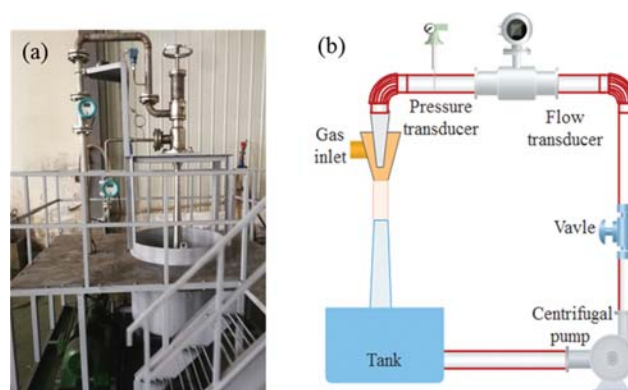 (a)
(b)
Pressure
transducer
Flow
transducer
Gas
inlet
Vavle
Centrifugal
pump
Tank